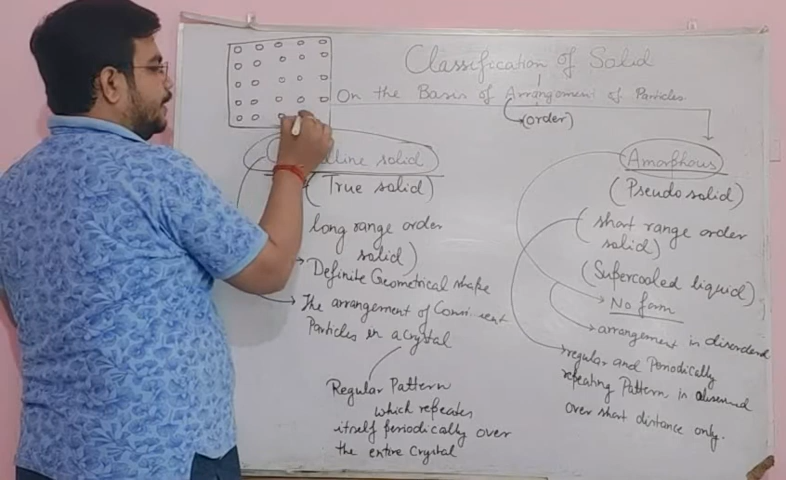 Classification of Solid
On the Basis of Arrangement of Particles
(order)
line solid
(True solid)
long range order
solid)
Definite Geometrical shape
The arrangement of
Particles in a crystal
Regular Pattern
which repeates
itself periodically over
the entire Crystal
Amorphous
(Pseudo solid)
(short range order
solid)
(Supercooled liquid)
No form
arrangement in disordered
regular and Periodically
repeating Pattern is observed
over short distance only.